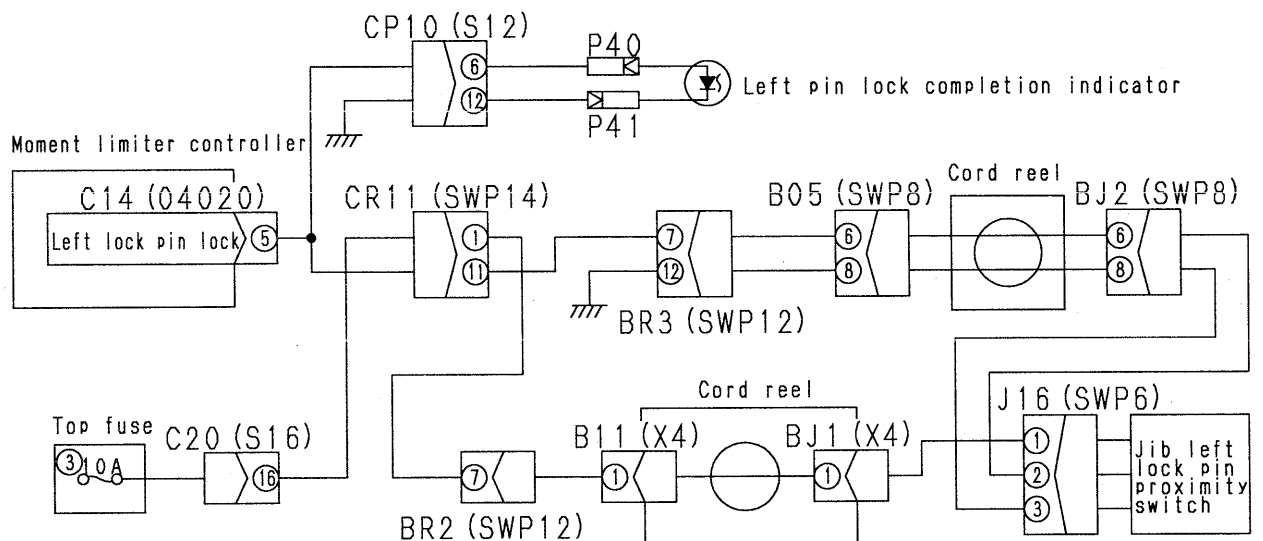 CP10 (S12)
6
12
P40
P41
Left pin lock completion indicator
Moment limiter controller
C14 (04020)
Left lock pin lock
5
CR11 (SWP14)
1
11
7
12
BR3 (SWP12)
B05 (SWP8)
6
8
Cord reel
BJ2 (SWP8)
6
8
Top fuse
3
10A
C20 (S16)
16
7
BR2 (SWP12)
Cord reel
B11 (X4)
1
BJ1 (X4)
1
J16 (SWP6)
1
2
3
Jib left
lock pin
proximity
switch